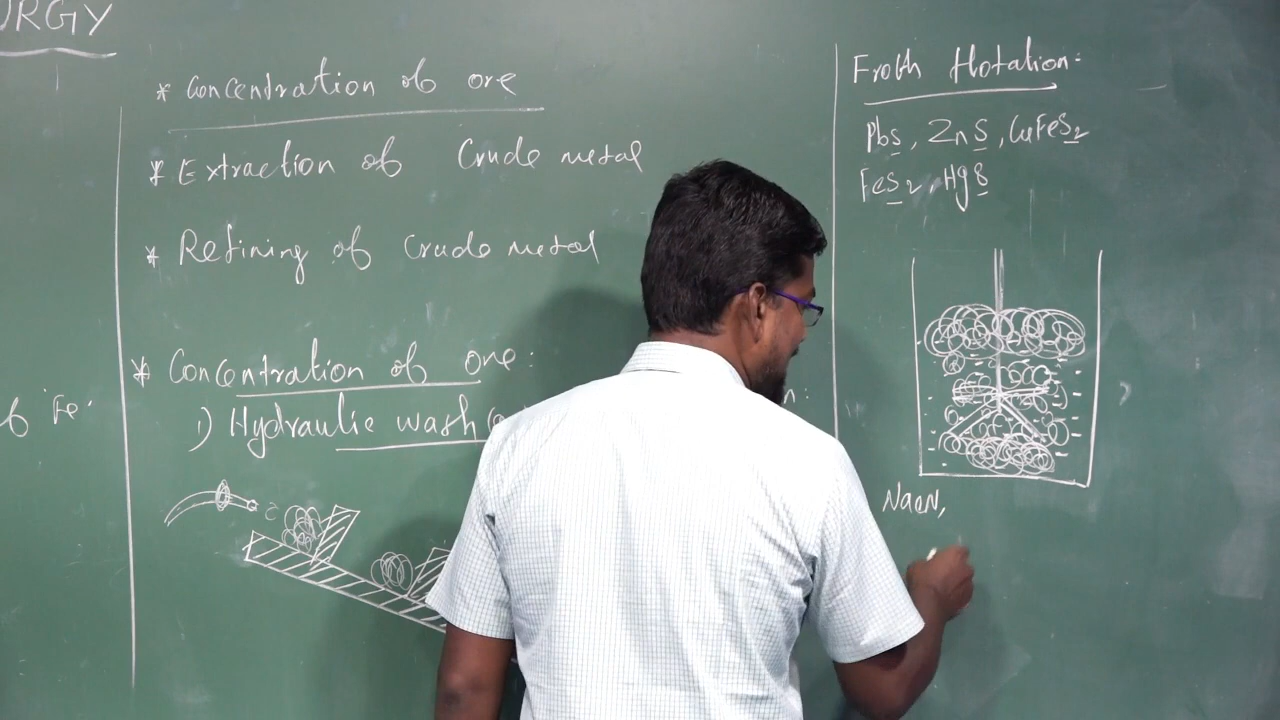 URGY
of 'Fe'
* Concentration of ore
* Extraction of Crude metal
* Refining of Crude metal
* Concentration of ore:
1) Hydraulic wash
n:
Froth flotation:
PbS, ZnS, CuFeS2
FeS2, HgS
NaCN,